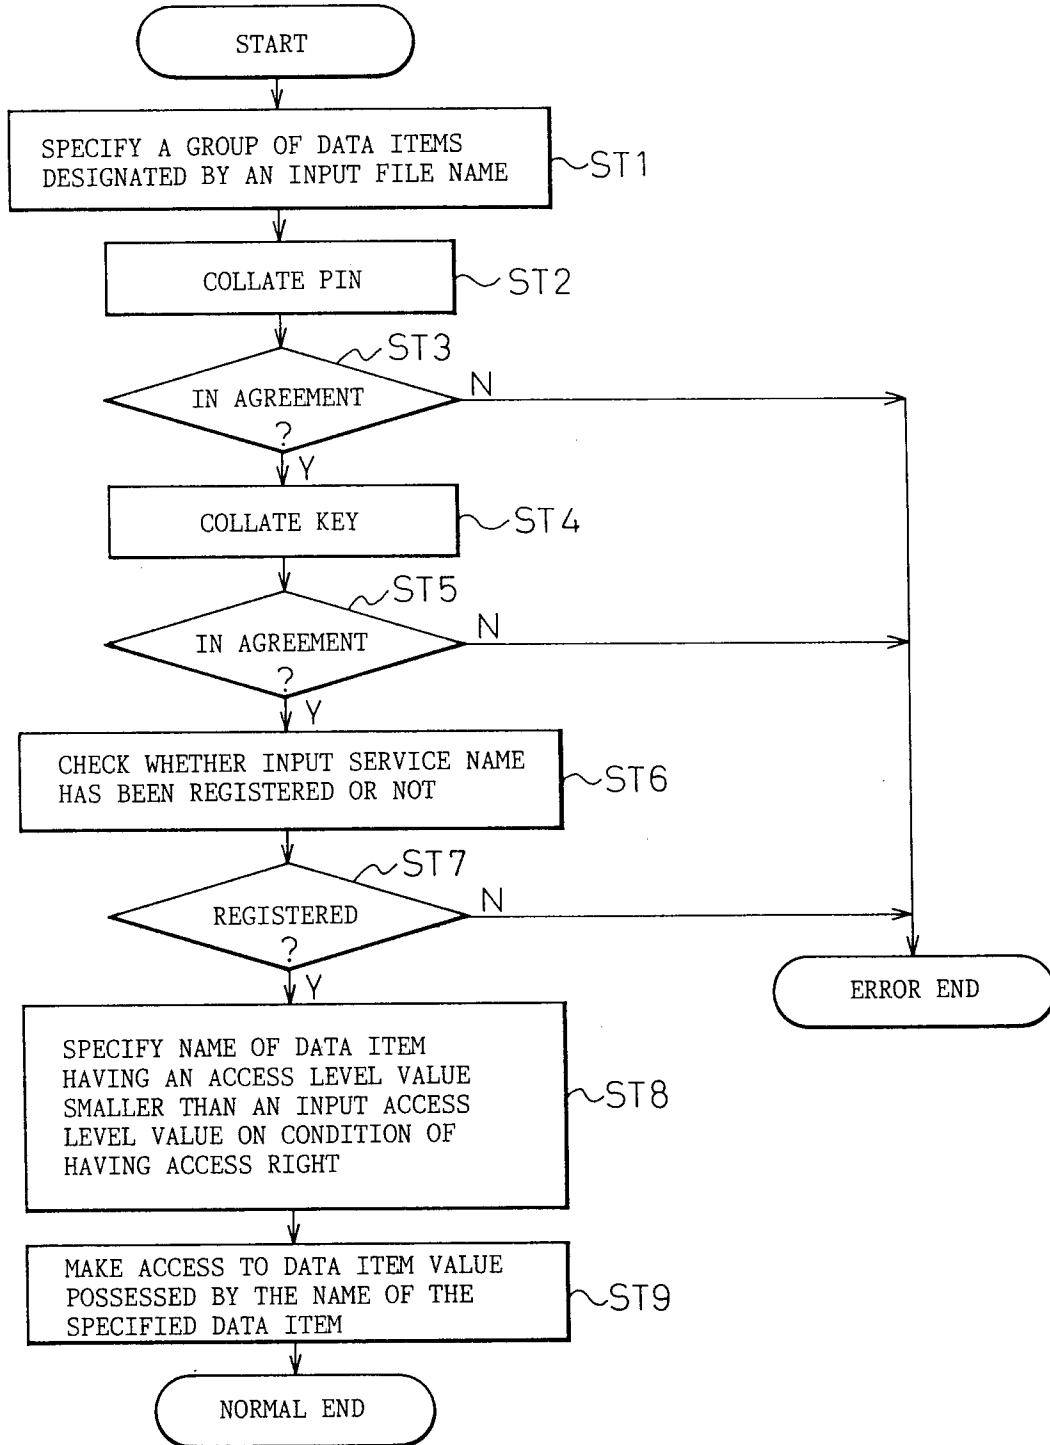 START
SPECIFY A GROUP OF DATA ITEMS
DESIGNATED BY AN INPUT FILE NAME
ST1
COLLATE PIN
ST2
ST3
IN AGREEMENT
?
N
Y
COLLATE KEY
ST4
ST5
IN AGREEMENT
?
N
Y
CHECK WHETHER INPUT SERVICE NAME
HAS BEEN REGISTERED OR NOT
ST6
ST7
REGISTERED
?
N
Y
ERROR END
SPECIFY NAME OF DATA ITEM
HAVING AN ACCESS LEVEL VALUE
SMALLER THAN AN INPUT ACCESS
LEVEL VALUE ON CONDITION OF
HAVING ACCESS RIGHT
ST8
MAKE ACCESS TO DATA ITEM VALUE
POSSESSED BY THE NAME OF THE
SPECIFIED DATA ITEM
ST9
NORMAL END